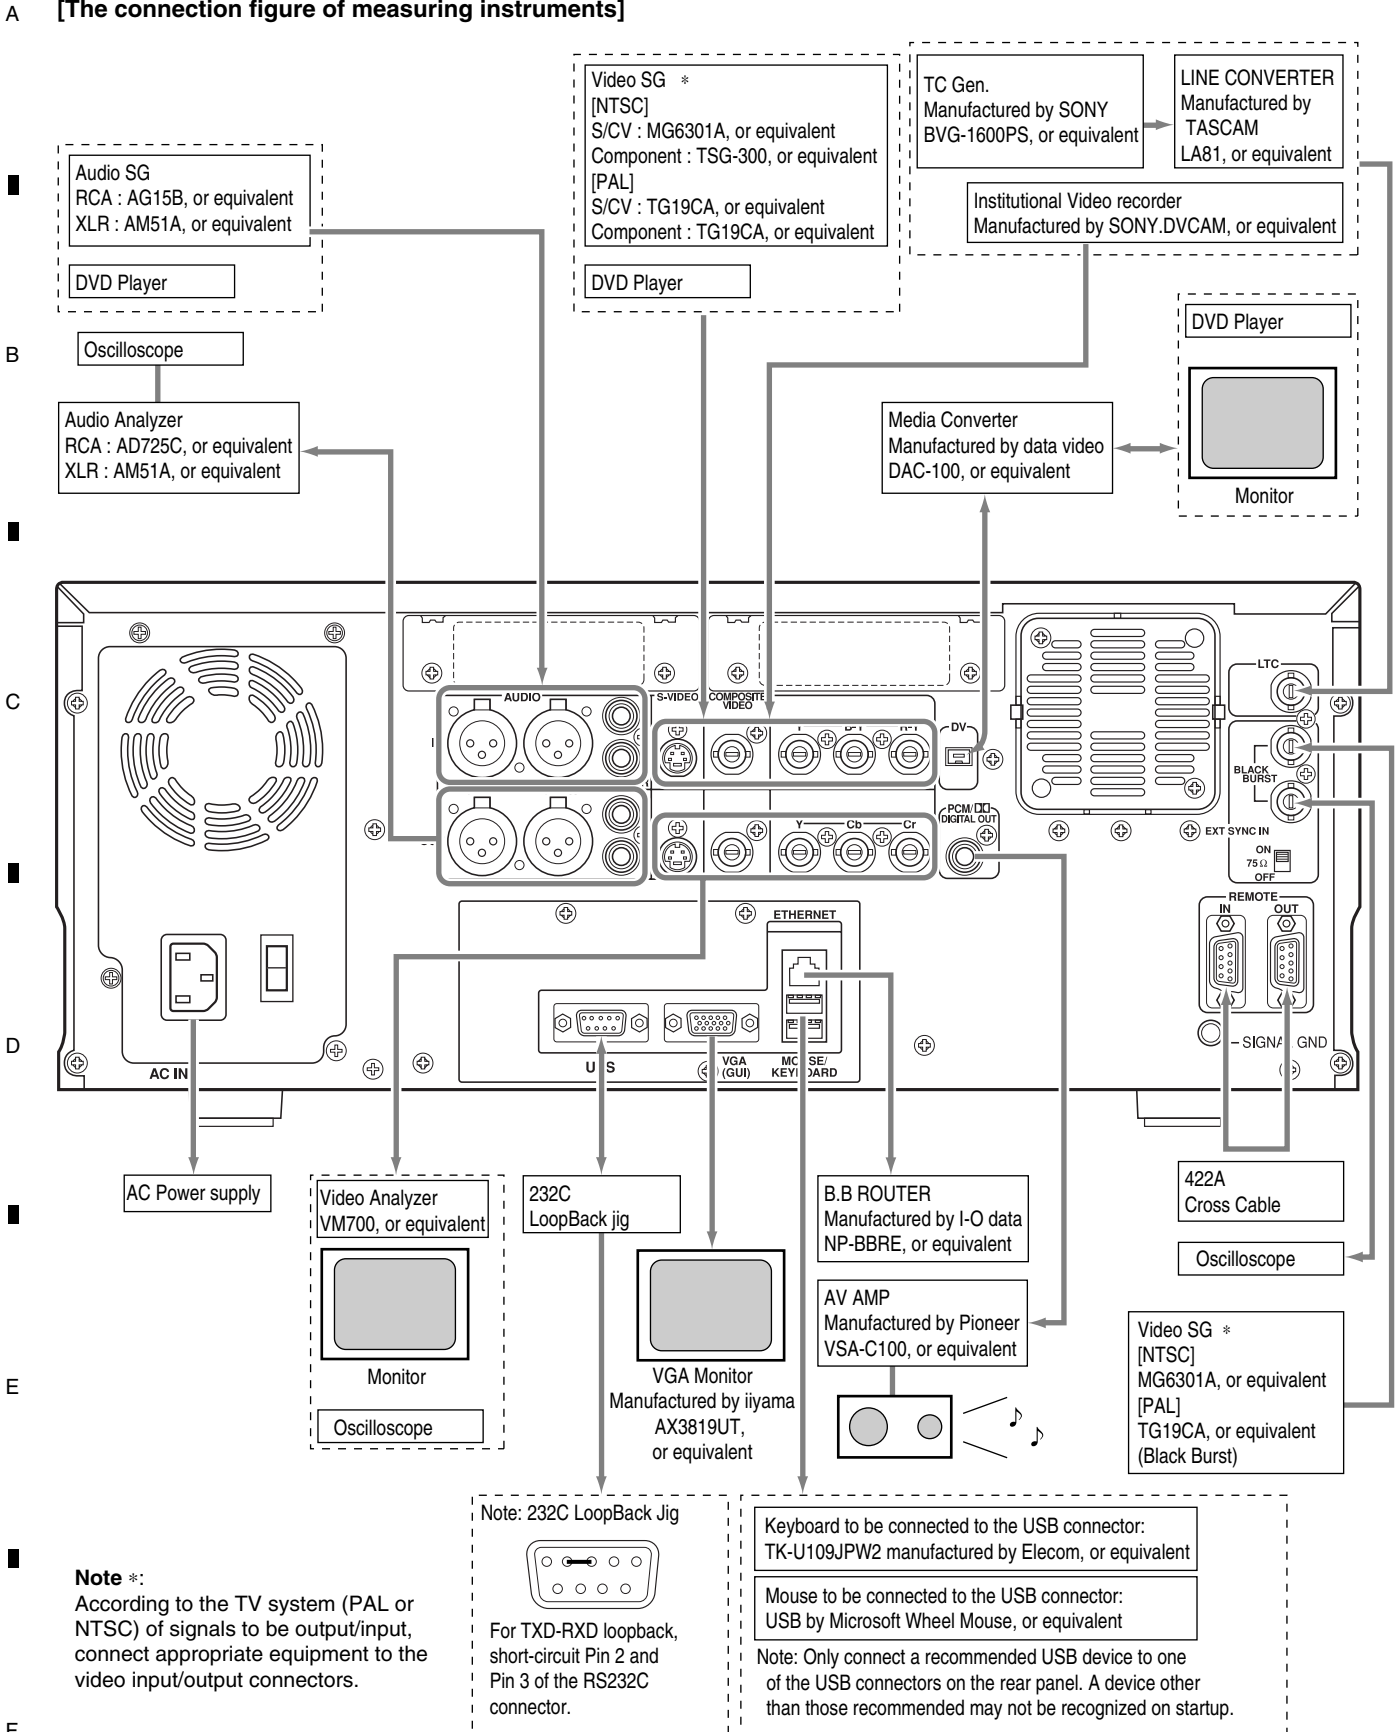 A
[The connection figure of measuring instruments]
Video SG *
[NTSC]
S/CV : MG6301A, or equivalent
Component : TSG-300, or equivalent
[PAL]
S/CV : TG19CA, or equivalent
Component : TG19CA, or equivalent
DVD Player
TC Gen.
Manufactured by SONY
BVG-1600PS, or equivalent
LINE CONVERTER
Manufactured by
TASCAM
LA81, or equivalent
Institutional Video recorder
Manufactured by SONY.DVCAM, or equivalent
Audio SG
RCA : AG15B, or equivalent
XLR : AM51A, or equivalent
DVD Player
B
Oscilloscope
Audio Analyzer
RCA : AD725C, or equivalent
XLR : AM51A, or equivalent
Media Converter
Manufactured by data video
DAC-100, or equivalent
DVD Player
Monitor
C
AUDIO
S-VIDEO
COMPOSITE
VIDEO
DV
LTC
BLACK
BURST
Y
Cb
Cr
PCM/
DIGITAL OUT
EXT SYNC IN
ON
75Ω
OFF
REMOTE
IN
OUT
ETHERNET
D
SIGNAL GND
AC IN
VGA
(GUI)
MOUSE/
KEYBOARD
AC Power supply
Video Analyzer
VM700, or equivalent
Monitor
Oscilloscope
232C
LoopBack jig
VGA Monitor
Manufactured by iiyama
AX3819UT,
or equivalent
B.B ROUTER
Manufactured by I-O data
NP-BBRE, or equivalent
AV AMP
Manufactured by Pioneer
VSA-C100, or equivalent
422A
Cross Cable
Oscilloscope
Video SG *
[NTSC]
MG6301A, or equivalent
[PAL]
TG19CA, or equivalent
(Black Burst)
E
Note: 232C LoopBack Jig
For TXD-RXD loopback,
short-circuit Pin 2 and
Pin 3 of the RS232C
connector.
Keyboard to be connected to the USB connector:
TK-U109JPW2 manufactured by Elecom, or equivalent
Mouse to be connected to the USB connector:
USB by Microsoft Wheel Mouse, or equivalent
Note: Only connect a recommended USB device to one
of the USB connectors on the rear panel. A device other
than those recommended may not be recognized on startup.
Note *:
According to the TV system (PAL or
NTSC) of signals to be output/input,
connect appropriate equipment to the
video input/output connectors.